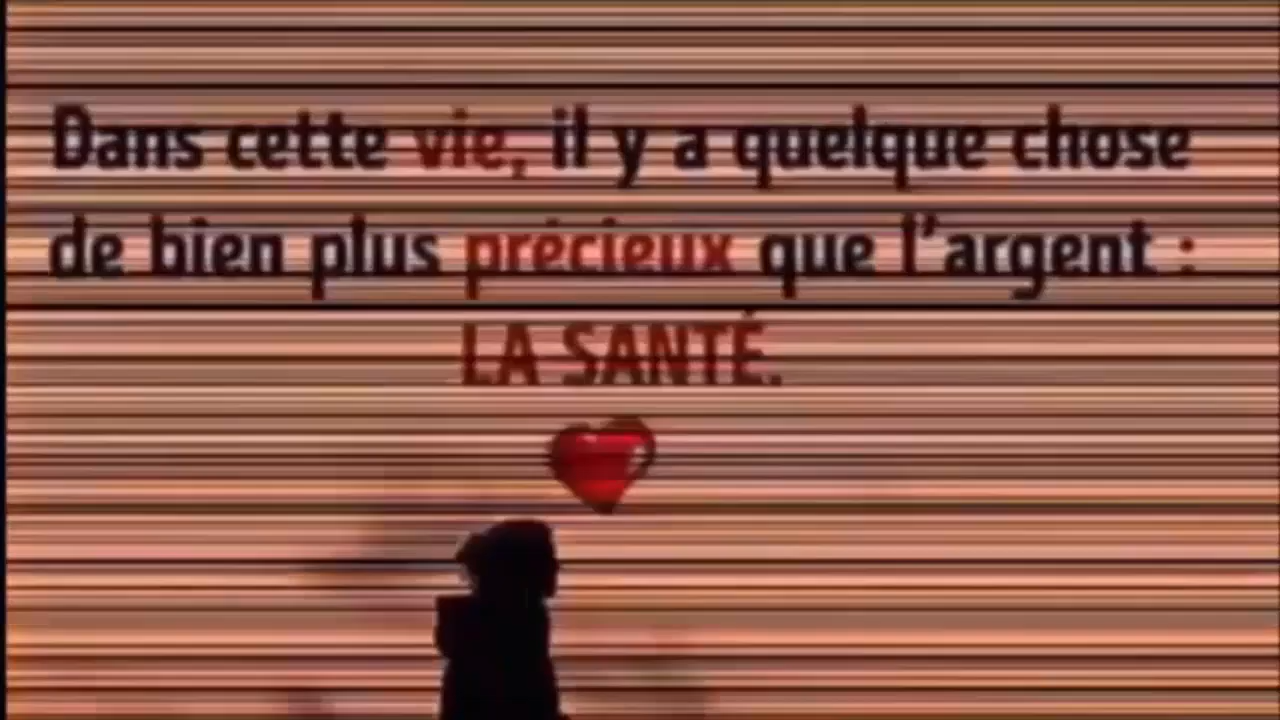 Dans cette vie, il y a quelque chose
de bien plus précieux que l'argent :
LA SANTÉ.